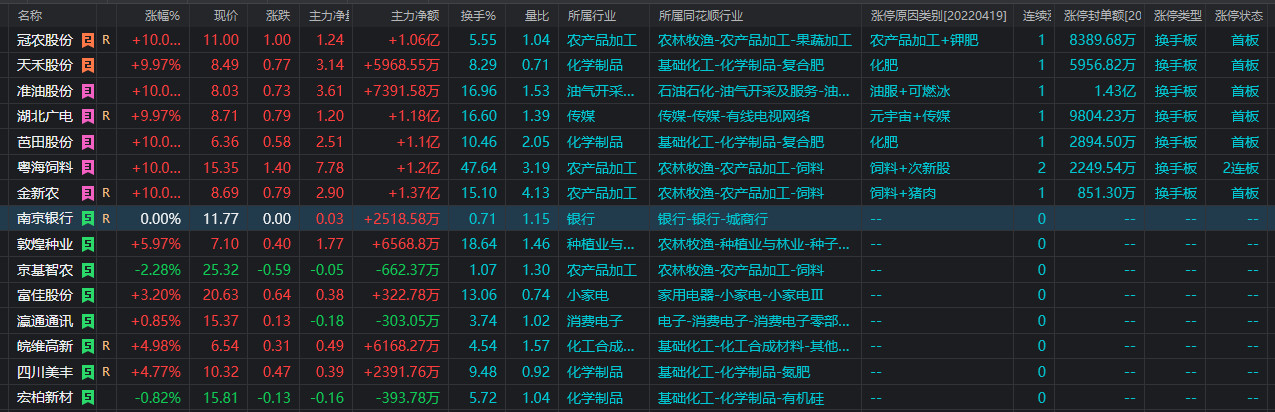 名称 涨幅% 现价 涨跌 主力净量 主力净额 换手% 量比 所属行业 所属同花顺行业 涨停原因类别[20220419] 连续涨 涨停封单额[20 涨停类型 涨停状态
冠农股份 2 R +10.0... 11.00 1.00 1.24 +1.06亿 5.55 1.04 农产品加工 农林牧渔-农产品加工-果蔬加工 农产品加工+钾肥 1 8389.68万 换手板 首板
天禾股份 2 +9.97% 8.49 0.77 3.14 +5968.55万 8.29 0.71 化学制品 基础化工-化学制品-复合肥 化肥 1 5956.82万 换手板 首板
准油股份 3 +10.0... 8.03 0.73 3.61 +7391.58万 16.96 1.53 油气开采... 石油石化-油气开采及服务-油... 油服+可燃冰 1 1.43亿 换手板 首板
湖北广电 3 R +9.97% 8.71 0.79 1.20 +1.18亿 16.60 1.39 传媒 传媒-传媒-有线电视网络 元宇宙+传媒 1 9804.23万 换手板 首板
芭田股份 3 +10.0... 6.36 0.58 2.51 +1.1亿 10.46 2.05 化学制品 基础化工-化学制品-复合肥 化肥 1 2894.50万 换手板 首板
粤海饲料 3 +10.0... 15.35 1.40 7.78 +1.2亿 47.64 3.19 农产品加工 农林牧渔-农产品加工-饲料 饲料+次新股 2 2249.54万 换手板 2连板
金新农 3 R +10.0... 8.69 0.79 2.90 +1.37亿 15.10 4.13 农产品加工 农林牧渔-农产品加工-饲料 饲料+猪肉 1 851.30万 换手板 首板
南京银行 5 R 0.00% 11.77 0.00 0.03 +2518.58万 0.71 1.15 银行 银行-银行-城商行 -- 0 -- -- --
敦煌种业 5 +5.97% 7.10 0.40 1.77 +6568.8万 18.64 1.46 种植业与... 农林牧渔-种植业与林业-种子... -- 0 -- -- --
京基智农 5 -2.28% 25.32 -0.59 -0.05 -662.37万 1.07 1.30 农产品加工 农林牧渔-农产品加工-饲料 -- 0 -- -- --
富佳股份 5 +3.20% 20.63 0.64 0.38 +322.78万 13.06 0.74 小家电 家用电器-小家电-小家电Ⅲ -- 0 -- -- --
瀛通通讯 5 +0.85% 15.37 0.13 -0.18 -303.05万 3.74 1.02 消费电子 电子-消费电子-消费电子零部... -- 0 -- -- --
皖维高新 5 R +4.98% 6.54 0.31 0.49 +6168.27万 4.54 1.57 化工合成... 基础化工-化工合成材料-其他... -- 0 -- -- --
四川美丰 5 R +4.77% 10.32 0.47 0.39 +2391.76万 9.48 0.92 化学制品 基础化工-化学制品-氮肥 -- 0 -- -- --
宏柏新材 5 -0.82% 15.81 -0.13 -0.16 -393.78万 5.72 1.04 化学制品 基础化工-化学制品-有机硅 -- 0 -- -- --